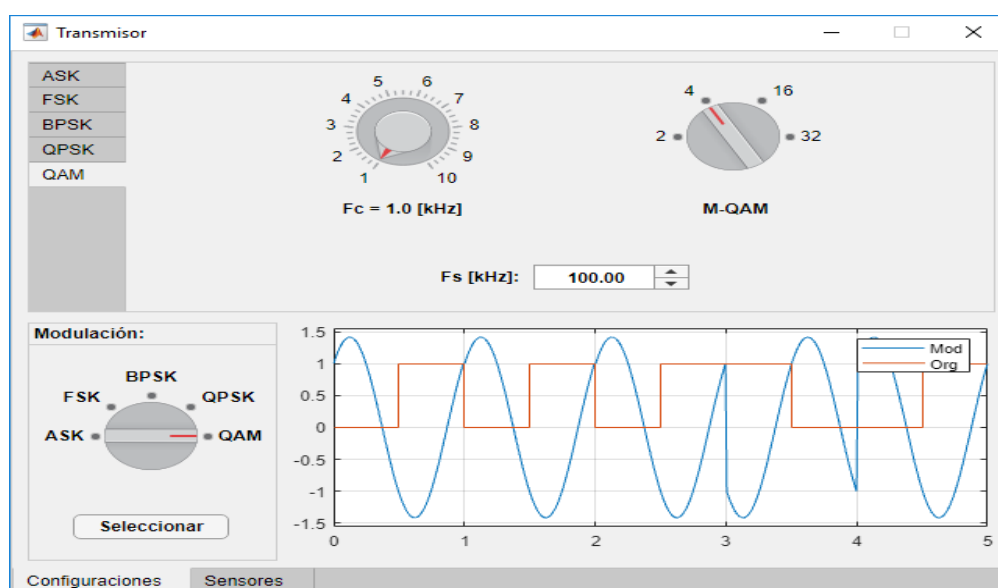 Transmisor
ASK
FSK
BPSK
QPSK
QAM
1 2 3 4 5 6 7 8 9 10
Fc = 1.0 [kHz]
2 4 16 32
M-QAM
Fs [kHz]: 100.00
Modulación:
ASK FSK BPSK QPSK QAM
Seleccionar
1.5
1
0.5
0
-0.5
-1
-1.5
0 1 2 3 4 5
Mod
Org
Configuraciones Sensores